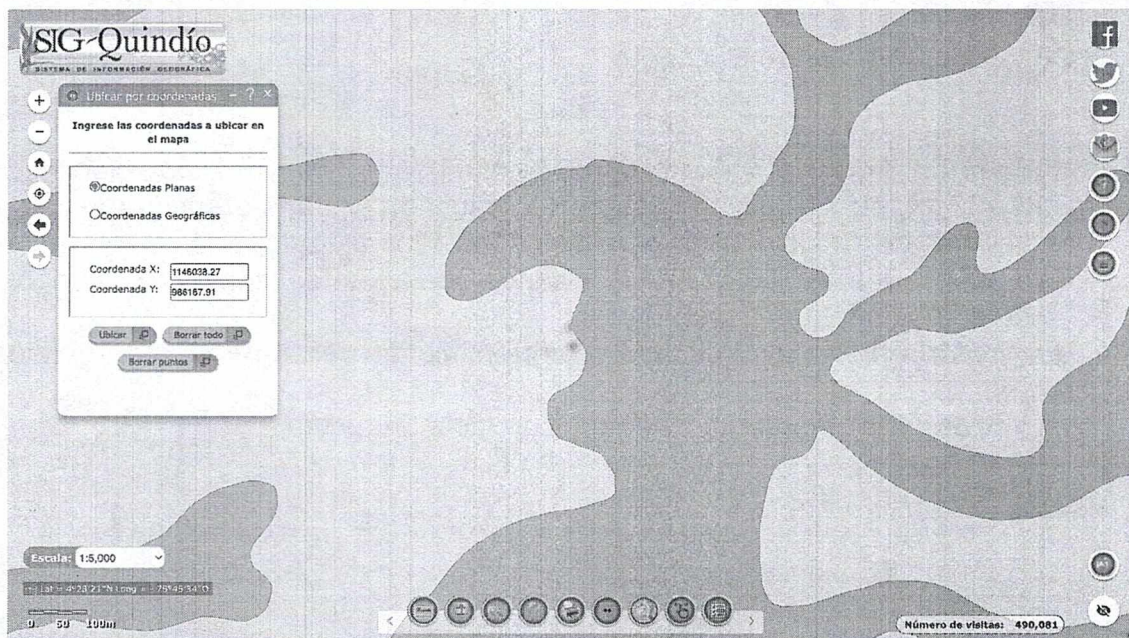 SIG-Quindío
SISTEMA DE INFORMACIÓN GEOGRÁFICA
Ubicar por coordenadas – ? ×
Ingrese las coordenadas a ubicar en
el mapa
Coordenadas Planas
Coordenadas Geográficas
Coordenada X: 1145038.27
Coordenada Y: 986167.91
Ubicar
Borrar todo
Borrar puntos
Escala: 1:5,000
0 50 100m
Número de visitas: 490,081